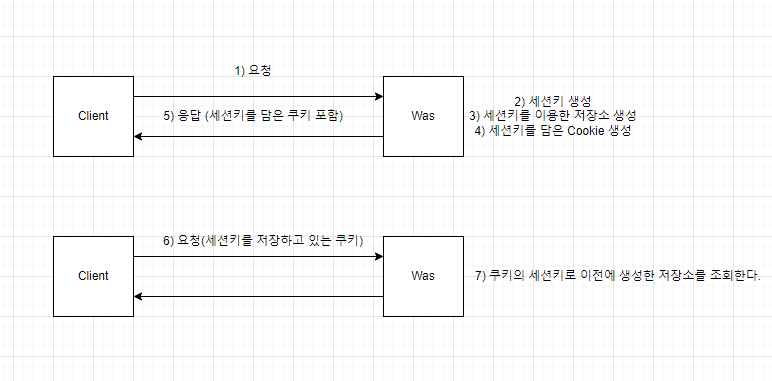 1) 요청
Client
5) 응답 (세션키를 담은 쿠키 포함)
Was
2) 세션키 생성
3) 세션키를 이용한 저장소 생성
4) 세션키를 담은 Cookie 생성
6) 요청(세션키를 저장하고 있는 쿠키)
Client
Was
7) 쿠키의 세션키로 이전에 생성한 저장소를 조회한다.